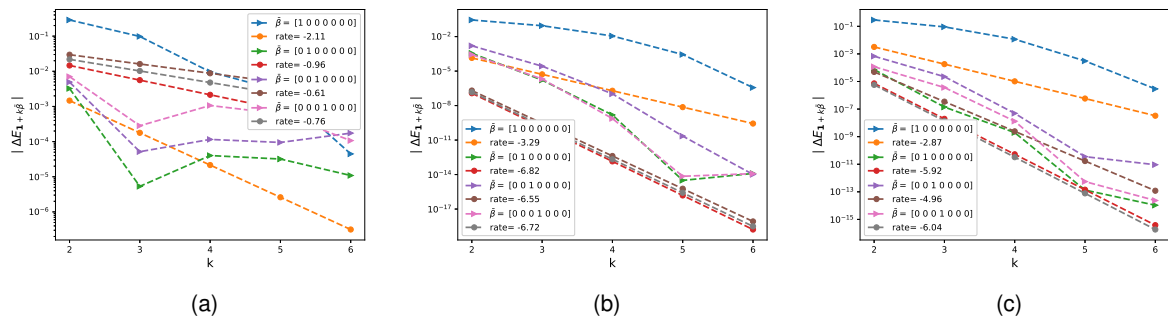 | ΔE₁₊ₖβ̄ |
10⁻¹
10⁻²
10⁻³
10⁻⁴
10⁻⁵
10⁻⁶
β̄ = [1 0 0 0 0 0 0]
rate= -2.11
β̄ = [0 1 0 0 0 0 0]
rate= -0.96
β̄ = [0 0 1 0 0 0 0]
rate= -0.61
β̄ = [0 0 0 1 0 0 0]
rate= -0.76
2 3 4 5 6
k
(a)
| ΔE₁₊ₖβ̄ |
10⁻²
10⁻⁵
10⁻⁸
10⁻¹¹
10⁻¹⁴
10⁻¹⁷
β̄ = [1 0 0 0 0 0 0]
rate= -3.29
β̄ = [0 1 0 0 0 0 0]
rate= -6.82
β̄ = [0 0 1 0 0 0 0]
rate= -6.55
β̄ = [0 0 0 1 0 0 0]
rate= -6.72
2 3 4 5 6
k
(b)
| ΔE₁₊ₖβ̄ |
10⁻¹
10⁻³
10⁻⁵
10⁻⁷
10⁻⁹
10⁻¹¹
10⁻¹³
10⁻¹⁵
β̄ = [1 0 0 0 0 0 0]
rate= -2.87
β̄ = [0 1 0 0 0 0 0]
rate= -5.92
β̄ = [0 0 1 0 0 0 0]
rate= -4.96
β̄ = [0 0 0 1 0 0 0]
rate= -6.04
2 3 4 5 6
k
(c)